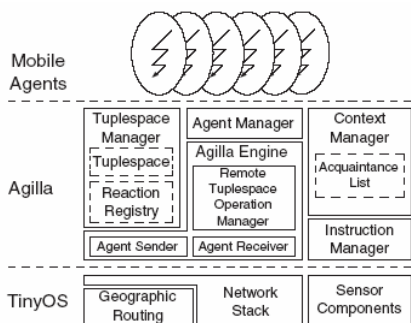 Mobile
Agents
Agilla
Tuplespace
Manager
Tuplespace
Reaction
Registry
Agent Sender
Agent Manager
Agilla Engine
Remote
Tuplespace
Operation
Manager
Agent Receiver
Context
Manager
Acquaintance
List
Instruction
Manager
TinyOS
Geographic
Routing
Network
Stack
Sensor
Components